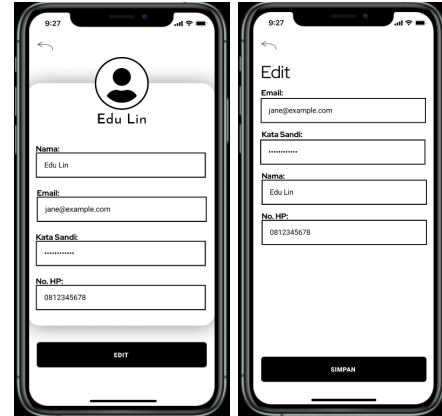 9:27
Edu Lin
Nama:
Edu Lin
Email:
jane@example.com
Kata Sandi:
············
No. HP:
0812345678
EDIT
9:27
Edit
Email:
jane@example.com
Kata Sandi:
············
Nama:
Edu Lin
No. HP:
0812345678
SIMPAN